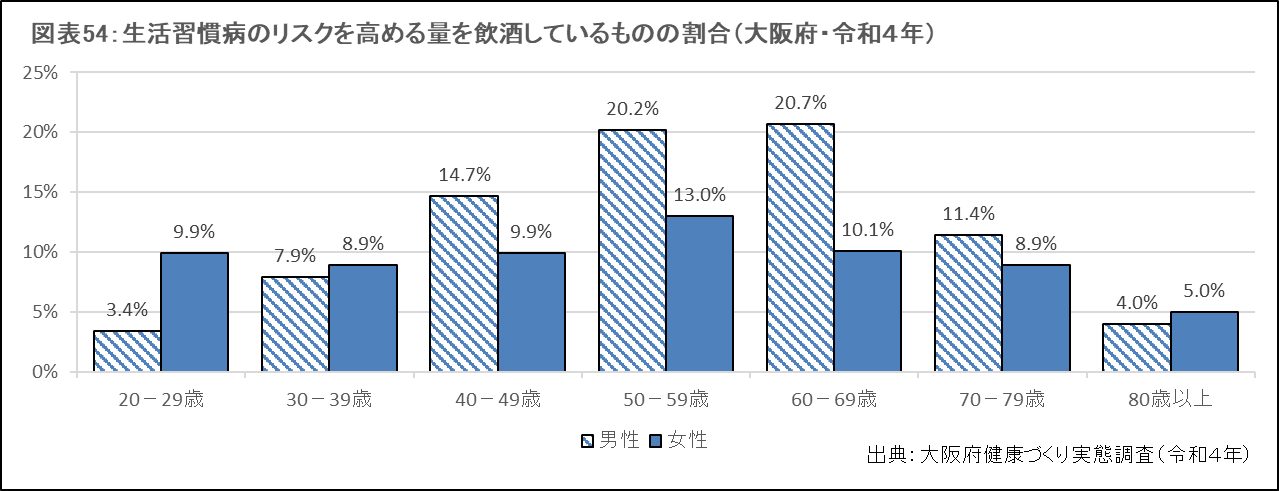 図表54：生活習慣病のリスクを高める量を飲酒しているものの割合（大阪府・令和４年）
25%
20%
15%
10%
5%
0%
3.4%
9.9%
7.9%
8.9%
14.7%
9.9%
20.2%
13.0%
20.7%
10.1%
11.4%
8.9%
4.0%
5.0%
20－29歳
30－39歳
40－49歳
50－59歳
60－69歳
70－79歳
80歳以上
男性 女性
出典：大阪府健康づくり実態調査（令和４年）